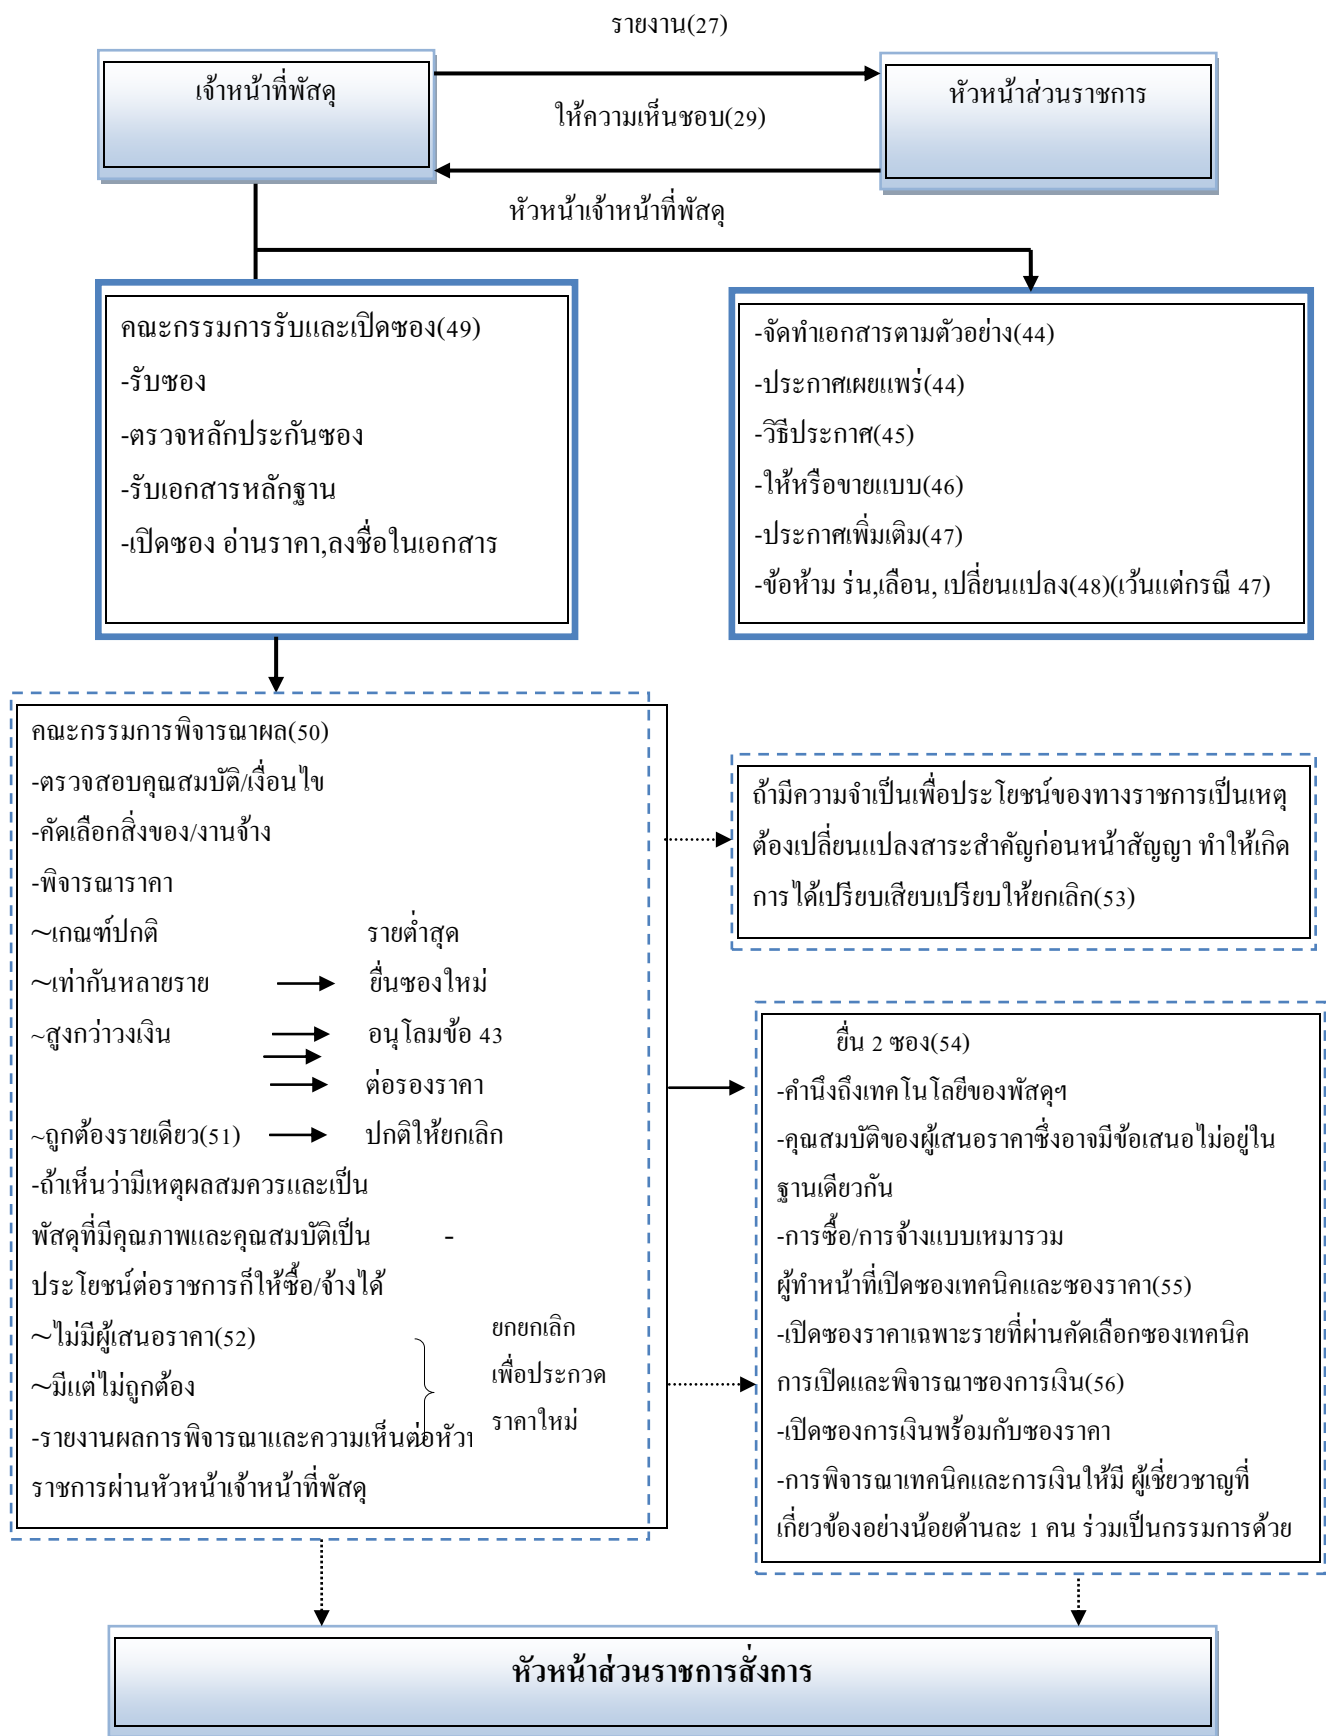 รายงาน(27)
เจ้าหน้าที่พัสดุ
หัวหน้าส่วนราชการ
ให้ความเห็นชอบ(29)
หัวหน้าเจ้าหน้าที่พัสดุ
คณะกรรมการรับและเปิดซอง(49)
-รับซอง
-ตรวจหลักประกันซอง
-รับเอกสารหลักฐาน
-เปิดซอง อ่านราคา,ลงชื่อในเอกสาร
-จัดทำเอกสารตามตัวอย่าง(44)
-ประกาศเผยแพร่(44)
-วิธีประกาศ(45)
-ให้หรือขายแบบ(46)
-ประกาศเพิ่มเติม(47)
-ข้อห้าม ร่น,เลื่อน, เปลี่ยนแปลง(48)(เว้นแต่กรณี 47)
คณะกรรมการพิจารณาผล(50)
-ตรวจสอบคุณสมบัติ/เงื่อนไข
-คัดเลือกสิ่งของ/งานจ้าง
-พิจารณาราคา
~เกณฑ์ปกติ รายต่ำสุด
~เท่ากันหลายราย ยื่นซองใหม่
~สูงกว่าวงเงิน อนุโลมข้อ 43
ต่อรองราคา
~ถูกต้องรายเดียว(51) ปกติให้ยกเลิก
-ถ้าเห็นว่ามีเหตุผลสมควรและเป็น
พัสดุที่มีคุณภาพและคุณสมบัติเป็น -
ประโยชน์ต่อราชการก็ให้ซื้อ/จ้างได้
~ไม่มีผู้เสนอราคา(52)
~มีแต่ไม่ถูกต้อง
ยกยกเลิก
เพื่อประกวด
ราคาใหม่
-รายงานผลการพิจารณาและความเห็นต่อหัว
ราชการผ่านหัวหน้าเจ้าหน้าที่พัสดุ
ถ้ามีความจำเป็นเพื่อประโยชน์ของทางราชการเป็นเหตุ
ต้องเปลี่ยนแปลงสาระสำคัญก่อนหน้าสัญญา ทำให้เกิด
การได้เปรียบเสียบเปรียบให้ยกเลิก(53)
ยื่น 2 ซอง(54)
-คำนึงถึงเทคโนโลยีของพัสดุฯ
-คุณสมบัติของผู้เสนอราคาซึ่งอาจมีข้อเสนอไม่อยู่ใน
ฐานเดียวกัน
-การซื้อ/การจ้างแบบเหมารวม
ผู้ทำหน้าที่เปิดซองเทคนิคและซองราคา(55)
-เปิดซองราคาเฉพาะรายที่ผ่านคัดเลือกซองเทคนิค
การเปิดและพิจารณาซองการเงิน(56)
-เปิดซองการเงินพร้อมกับซองราคา
-การพิจารณาเทคนิคและการเงินให้มี ผู้เชี่ยวชาญที่
เกี่ยวข้องอย่างน้อยด้านละ 1 คน ร่วมเป็นกรรมการด้วย
หัวหน้าส่วนราชการสั่งการ